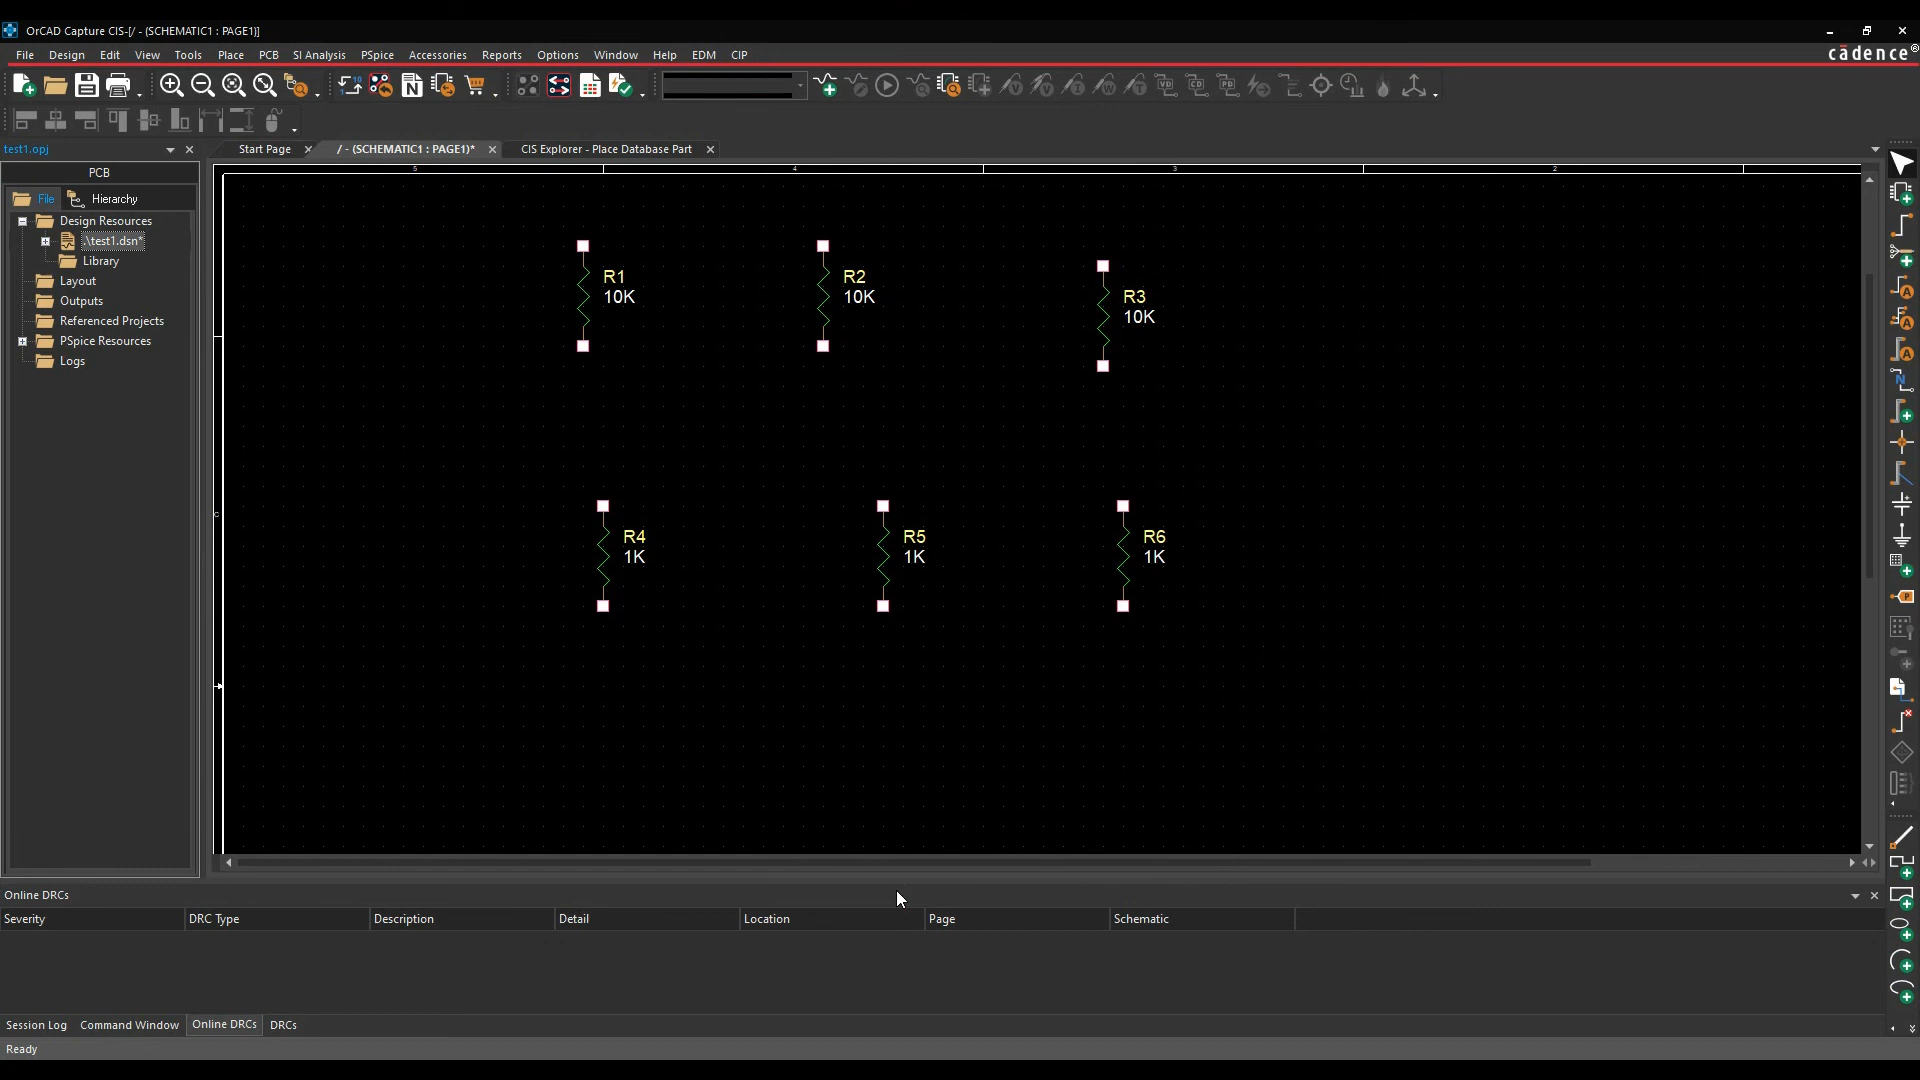 OrCAD Capture CIS-[/ - (SCHEMATIC1 : PAGE1)]
File Design Edit View Tools Place PCB SI Analysis PSpice Accessories Reports Options Window Help EDM CIP
cādence®
test1.opj
Start Page / - (SCHEMATIC1 : PAGE1)* CIS Explorer - Place Database Part
PCB
File Hierarchy
Design Resources
.\test1.dsn*
Library
Layout
Outputs
Referenced Projects
PSpice Resources
Logs
5 4 3 2
C
R1
10K
R2
10K
R3
10K
R4
1K
R5
1K
R6
1K
Online DRCs
Severity DRC Type Description Detail Location Page Schematic
Session Log Command Window Online DRCs DRCs
Ready